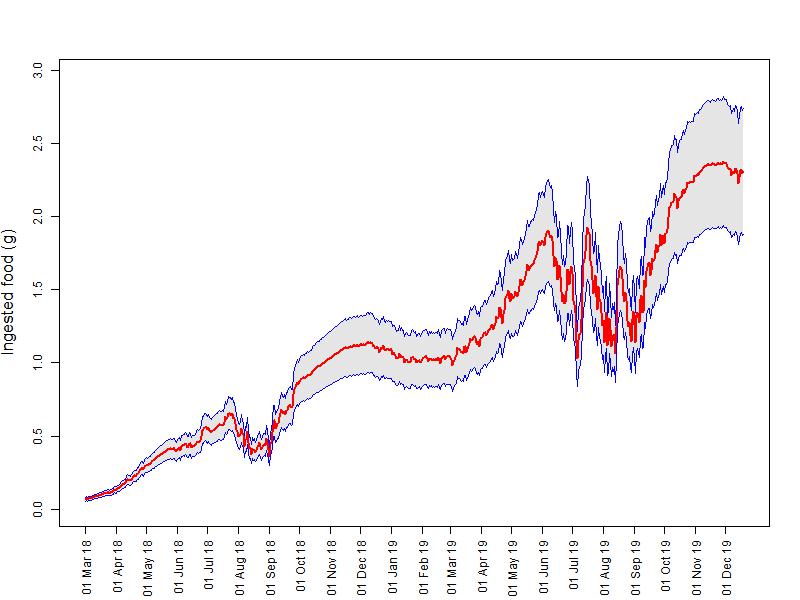 Ingested food (g)
3.0
2.5
2.0
1.5
1.0
0.5
0.0
01 Mar 18
01 Apr 18
01 May 18
01 Jun 18
01 Jul 18
01 Aug 18
01 Sep 18
01 Oct 18
01 Nov 18
01 Dec 18
01 Jan 19
01 Feb 19
01 Mar 19
01 Apr 19
01 May 19
01 Jun 19
01 Jul 19
01 Aug 19
01 Sep 19
01 Oct 19
01 Nov 19
01 Dec 19